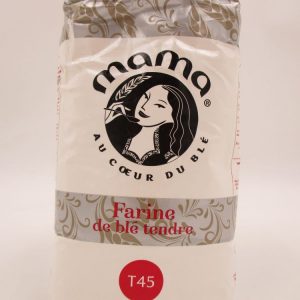 mama
®
AU CŒUR DU BLÉ
Farine
de blé tendre
T45